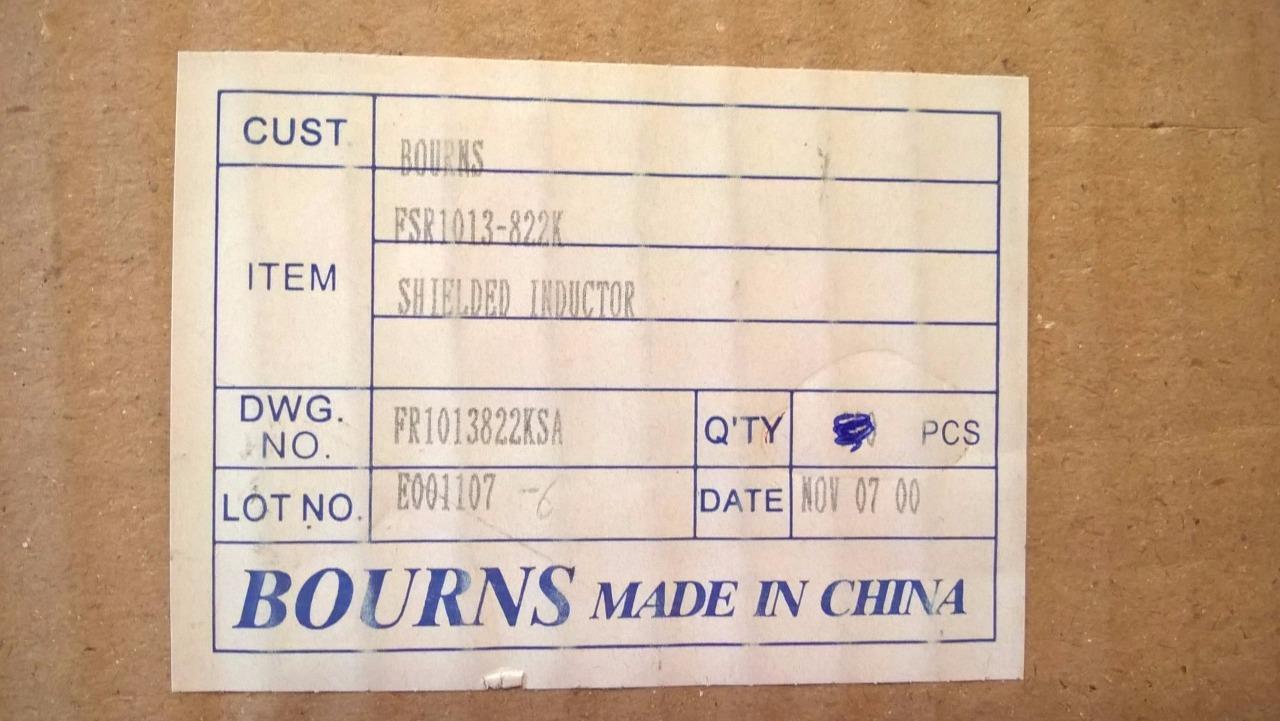 CUST. BOURNS
ITEM FSR1013-822K
SHIELDED INDUCTOR
DWG. NO. FR1013822KSA Q'TY PCS
LOT NO. E001107 -6 DATE NOV 07 00
BOURNS MADE IN CHINA